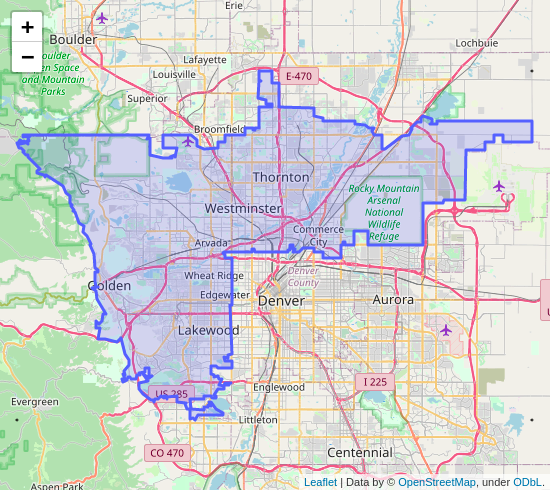 Erie
+
Boulder
Lochbuie
−
Boulder
en Space
and Mountain
Parks
Lafayette
Louisville
E-470
Superior
Broomfield
Thornton
Rocky Mountain
Arsenal
National
Wildlife
Refuge
Westminster
Commerce
City
Arvada
Wheat Ridge
Denver
County
Golden
Edgewater
Denver
Aurora
Lakewood
I 225
Englewood
US 285
Evergreen
Littleton
CO 470
Centennial
Aspen Park
Leaflet | Data by © OpenStreetMap, under ODbL.